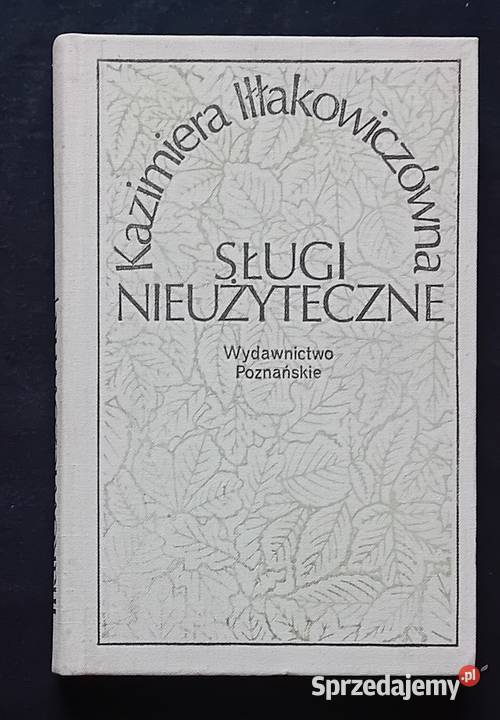 Kazimiera Iłłakowiczówna
SŁUGI
NIEUŻYTECZNE
Wydawnictwo
Poznańskie
Sprzedajemy.pl